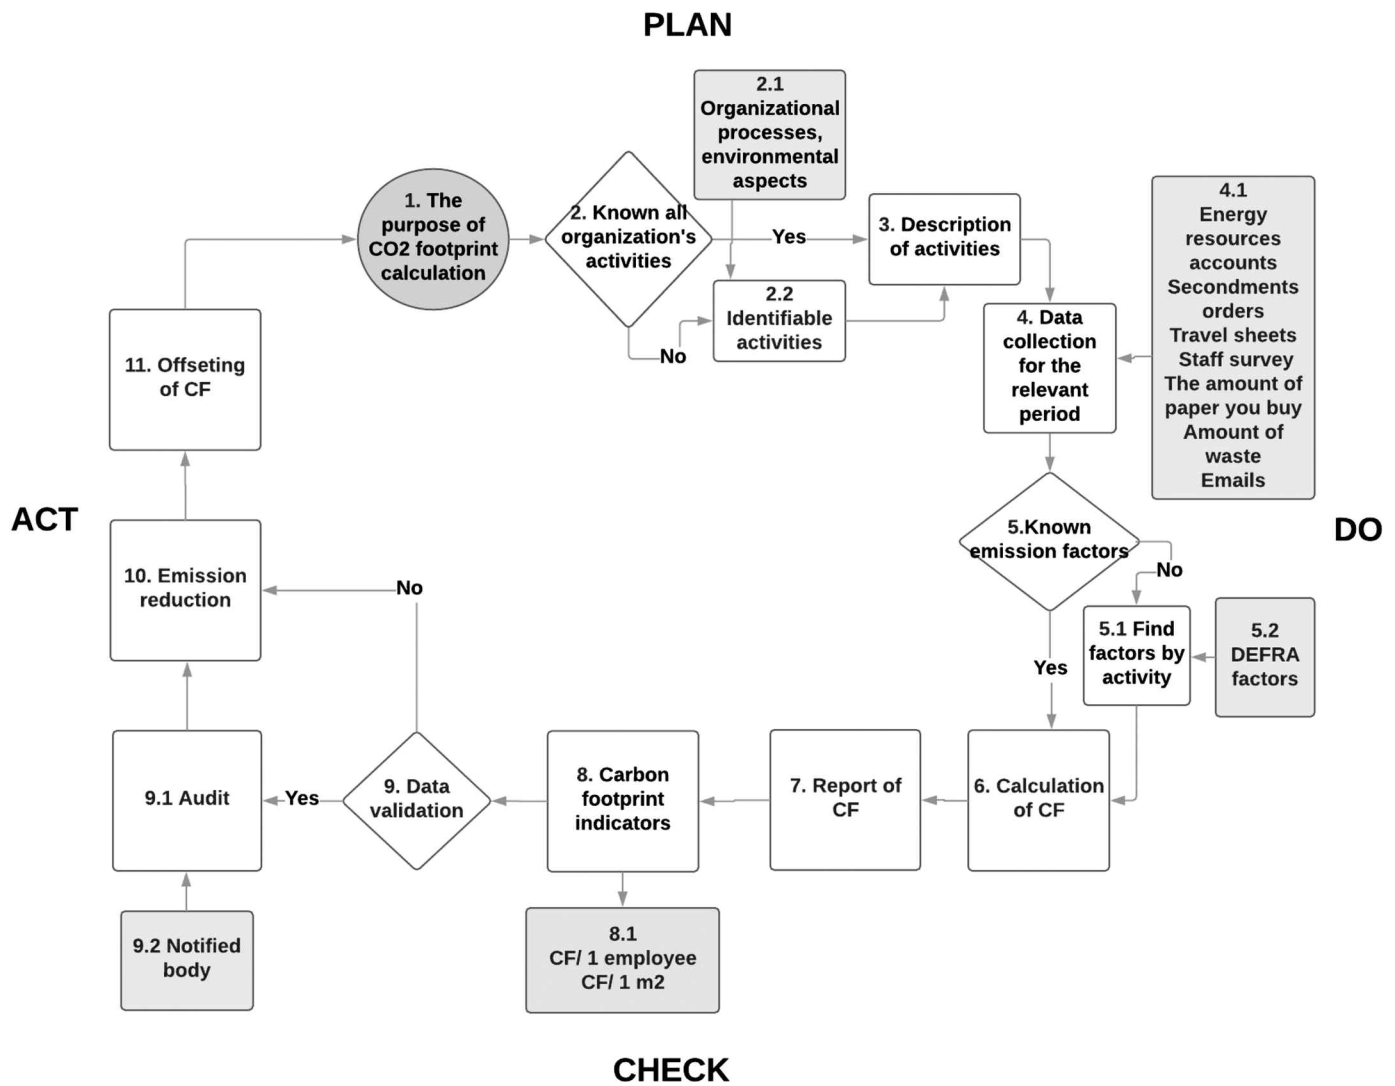 PLAN
1. The
purpose of
CO2 footprint
calculation
2. Known all
organization's
activities
2.1
Organizational
processes,
environmental
aspects
Yes
No
2.2
Identifiable
activities
3. Description
of activities
4. Data
collection
for the
relevant
period
4.1
Energy
resources
accounts
Secondments
orders
Travel sheets
Staff survey
The amount of
paper you buy
Amount of
waste
Emails
DO
5.Known
emission factors
No
Yes
5.1 Find
factors by
activity
5.2
DEFRA
factors
6. Calculation
of CF
7. Report of
CF
8. Carbon
footprint
indicators
8.1
CF/ 1 employee
CF/ 1 m2
CHECK
9. Data
validation
Yes
No
9.1 Audit
9.2 Notified
body
10. Emission
reduction
ACT
11. Offseting
of CF